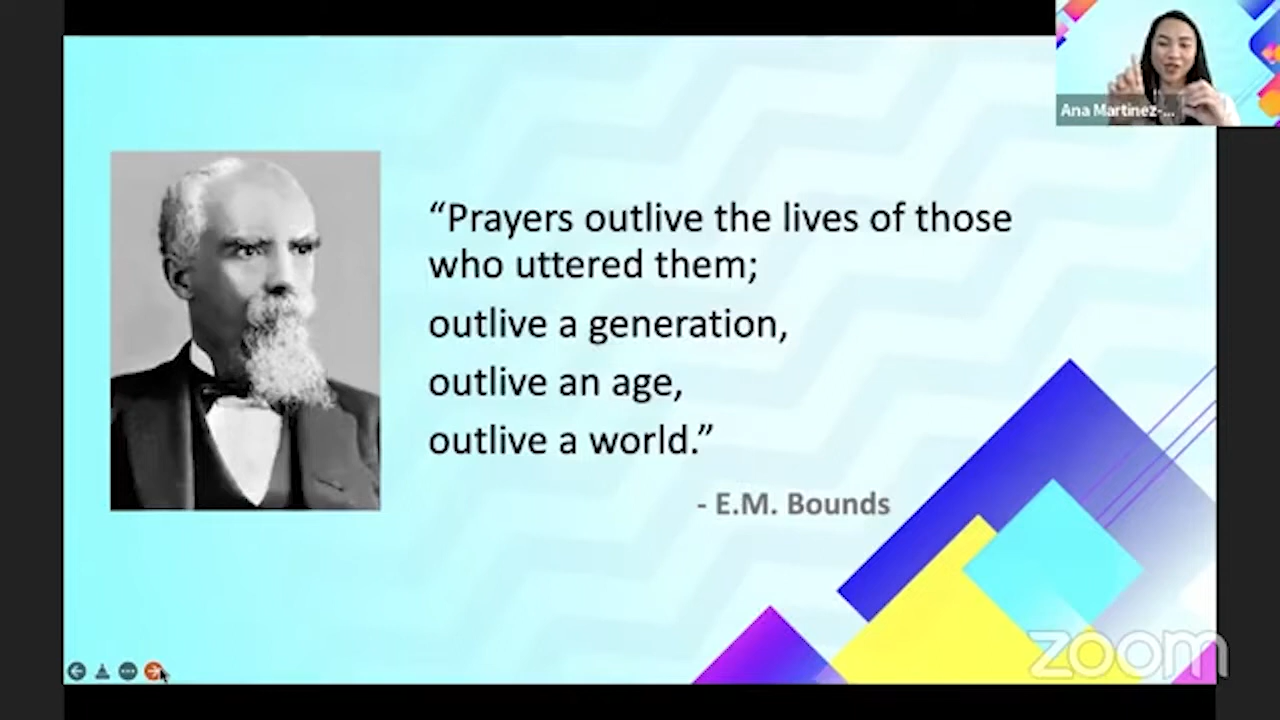 Ana Martinez-...
“Prayers outlive the lives of those
who uttered them;
outlive a generation,
outlive an age,
outlive a world.”
- E.M. Bounds
zoom